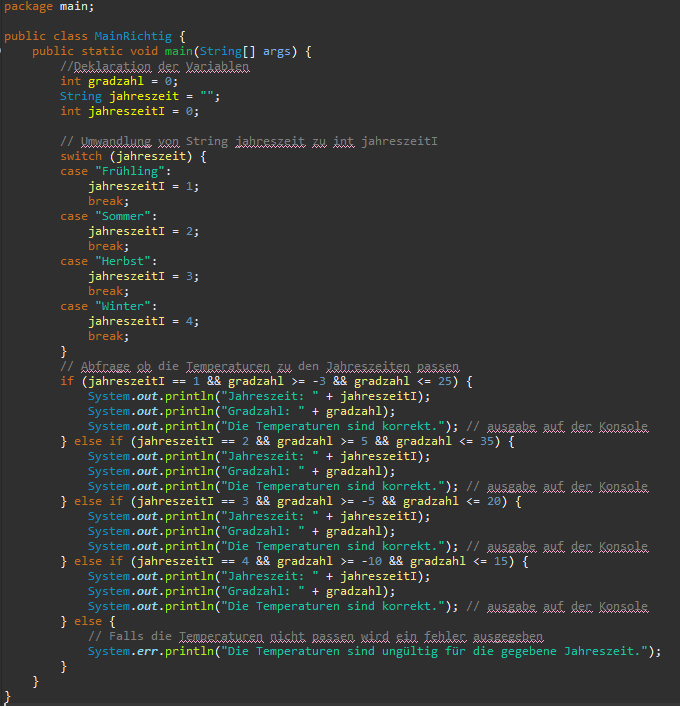 package main;
public class MainRichtig {
public static void main(String[] args) {
//Deklaration der Variablen
int gradzahl = 0;
String jahreszeit = "";
int jahreszeitI = 0;
// Umwandlung von String jahreszeit zu int jahreszeitI
switch (jahreszeit) {
case "Frühling":
jahreszeitI = 1;
break;
case "Sommer":
jahreszeitI = 2;
break;
case "Herbst":
jahreszeitI = 3;
break;
case "Winter":
jahreszeitI = 4;
break;
}
// Abfrage ob die Temperaturen zu den Jahreszeiten passen
if (jahreszeitI == 1 && gradzahl >= -3 && gradzahl <= 25) {
System.out.println("Jahreszeit: " + jahreszeitI);
System.out.println("Gradzahl: " + gradzahl);
System.out.println("Die Temperaturen sind korrekt."); // ausgabe auf der Konsole
} else if (jahreszeitI == 2 && gradzahl >= 5 && gradzahl <= 35) {
System.out.println("Jahreszeit: " + jahreszeitI);
System.out.println("Gradzahl: " + gradzahl);
System.out.println("Die Temperaturen sind korrekt."); // ausgabe auf der Konsole
} else if (jahreszeitI == 3 && gradzahl >= -5 && gradzahl <= 20) {
System.out.println("Jahreszeit: " + jahreszeitI);
System.out.println("Gradzahl: " + gradzahl);
System.out.println("Die Temperaturen sind korrekt."); // ausgabe auf der Konsole
} else if (jahreszeitI == 4 && gradzahl >= -10 && gradzahl <= 15) {
System.out.println("Jahreszeit: " + jahreszeitI);
System.out.println("Gradzahl: " + gradzahl);
System.out.println("Die Temperaturen sind korrekt."); // ausgabe auf der Konsole
} else {
// Falls die Temperaturen nicht passen wird ein fehler ausgegeben
System.err.println("Die Temperaturen sind ungültig für die gegebene Jahreszeit.");
}
}
}